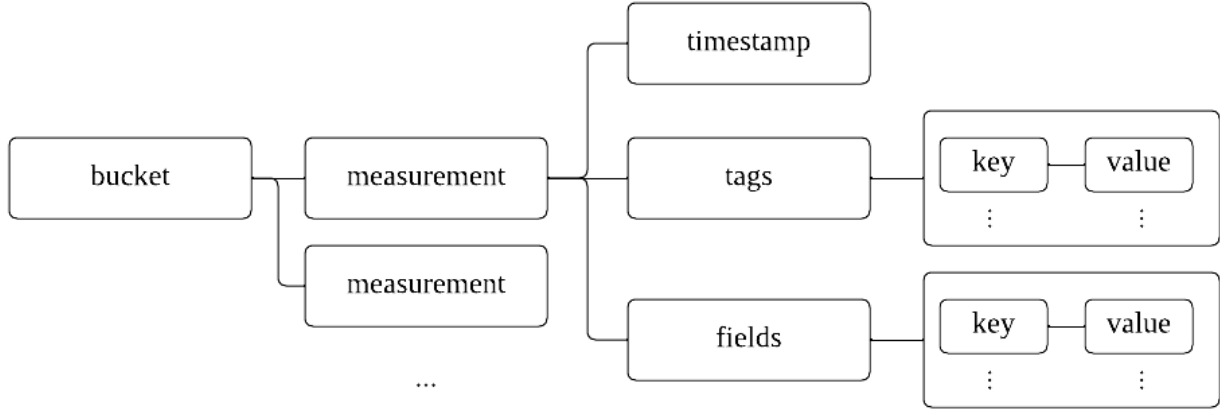 timestamp
bucket
measurement
tags
key
value
⋮
⋮
measurement
fields
key
value
⋮
⋮
...